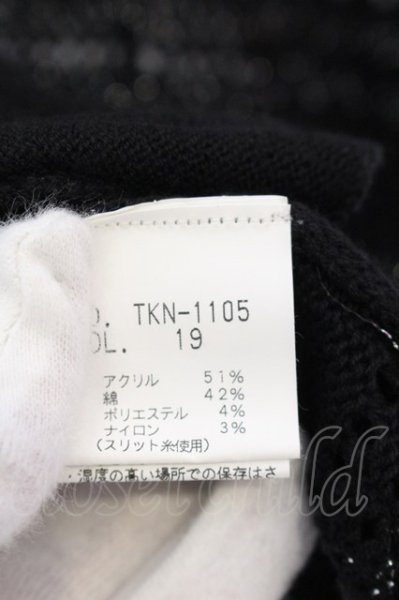 TKN-1105
OL. 19
アクリル 51%
綿 42%
ポリエステル 4%
ナイロン 3%
(スリット糸使用)
・湿度の高い場所での保存はさ
closet child